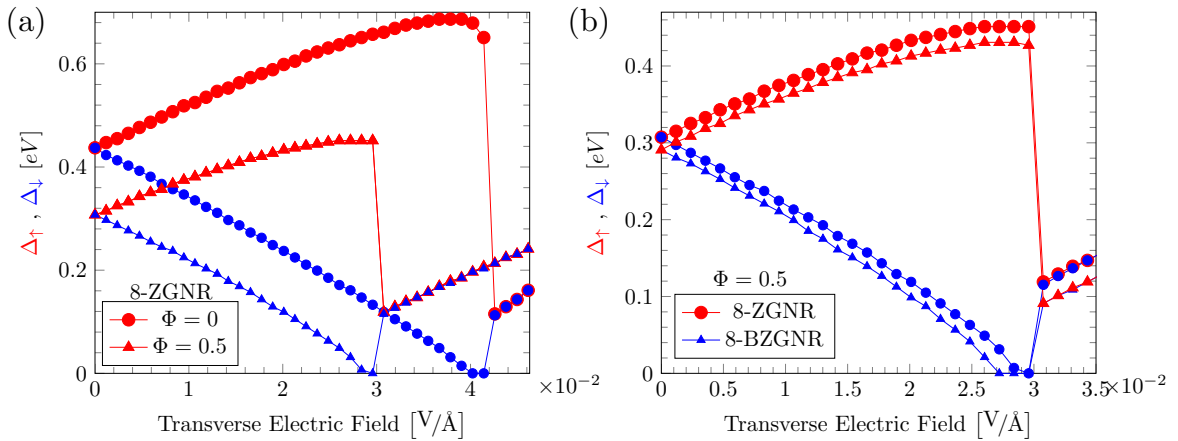 (a)
0.6
0.4
0.2
0
Δ↑ , Δ↓ [eV]
8-ZGNR
Φ = 0
Φ = 0.5
0 2 3 4
·10−2
Transverse Electric Field [V/Å]
(b)
0.4
0.3
0.2
0.1
0
Δ↑ , Δ↓ [eV]
Φ = 0.5
8-ZGNR
8-BZGNR
0 0.5 1 1.5 2 2.5 3 3.5
·10−2
Transverse Electric Field [V/Å]